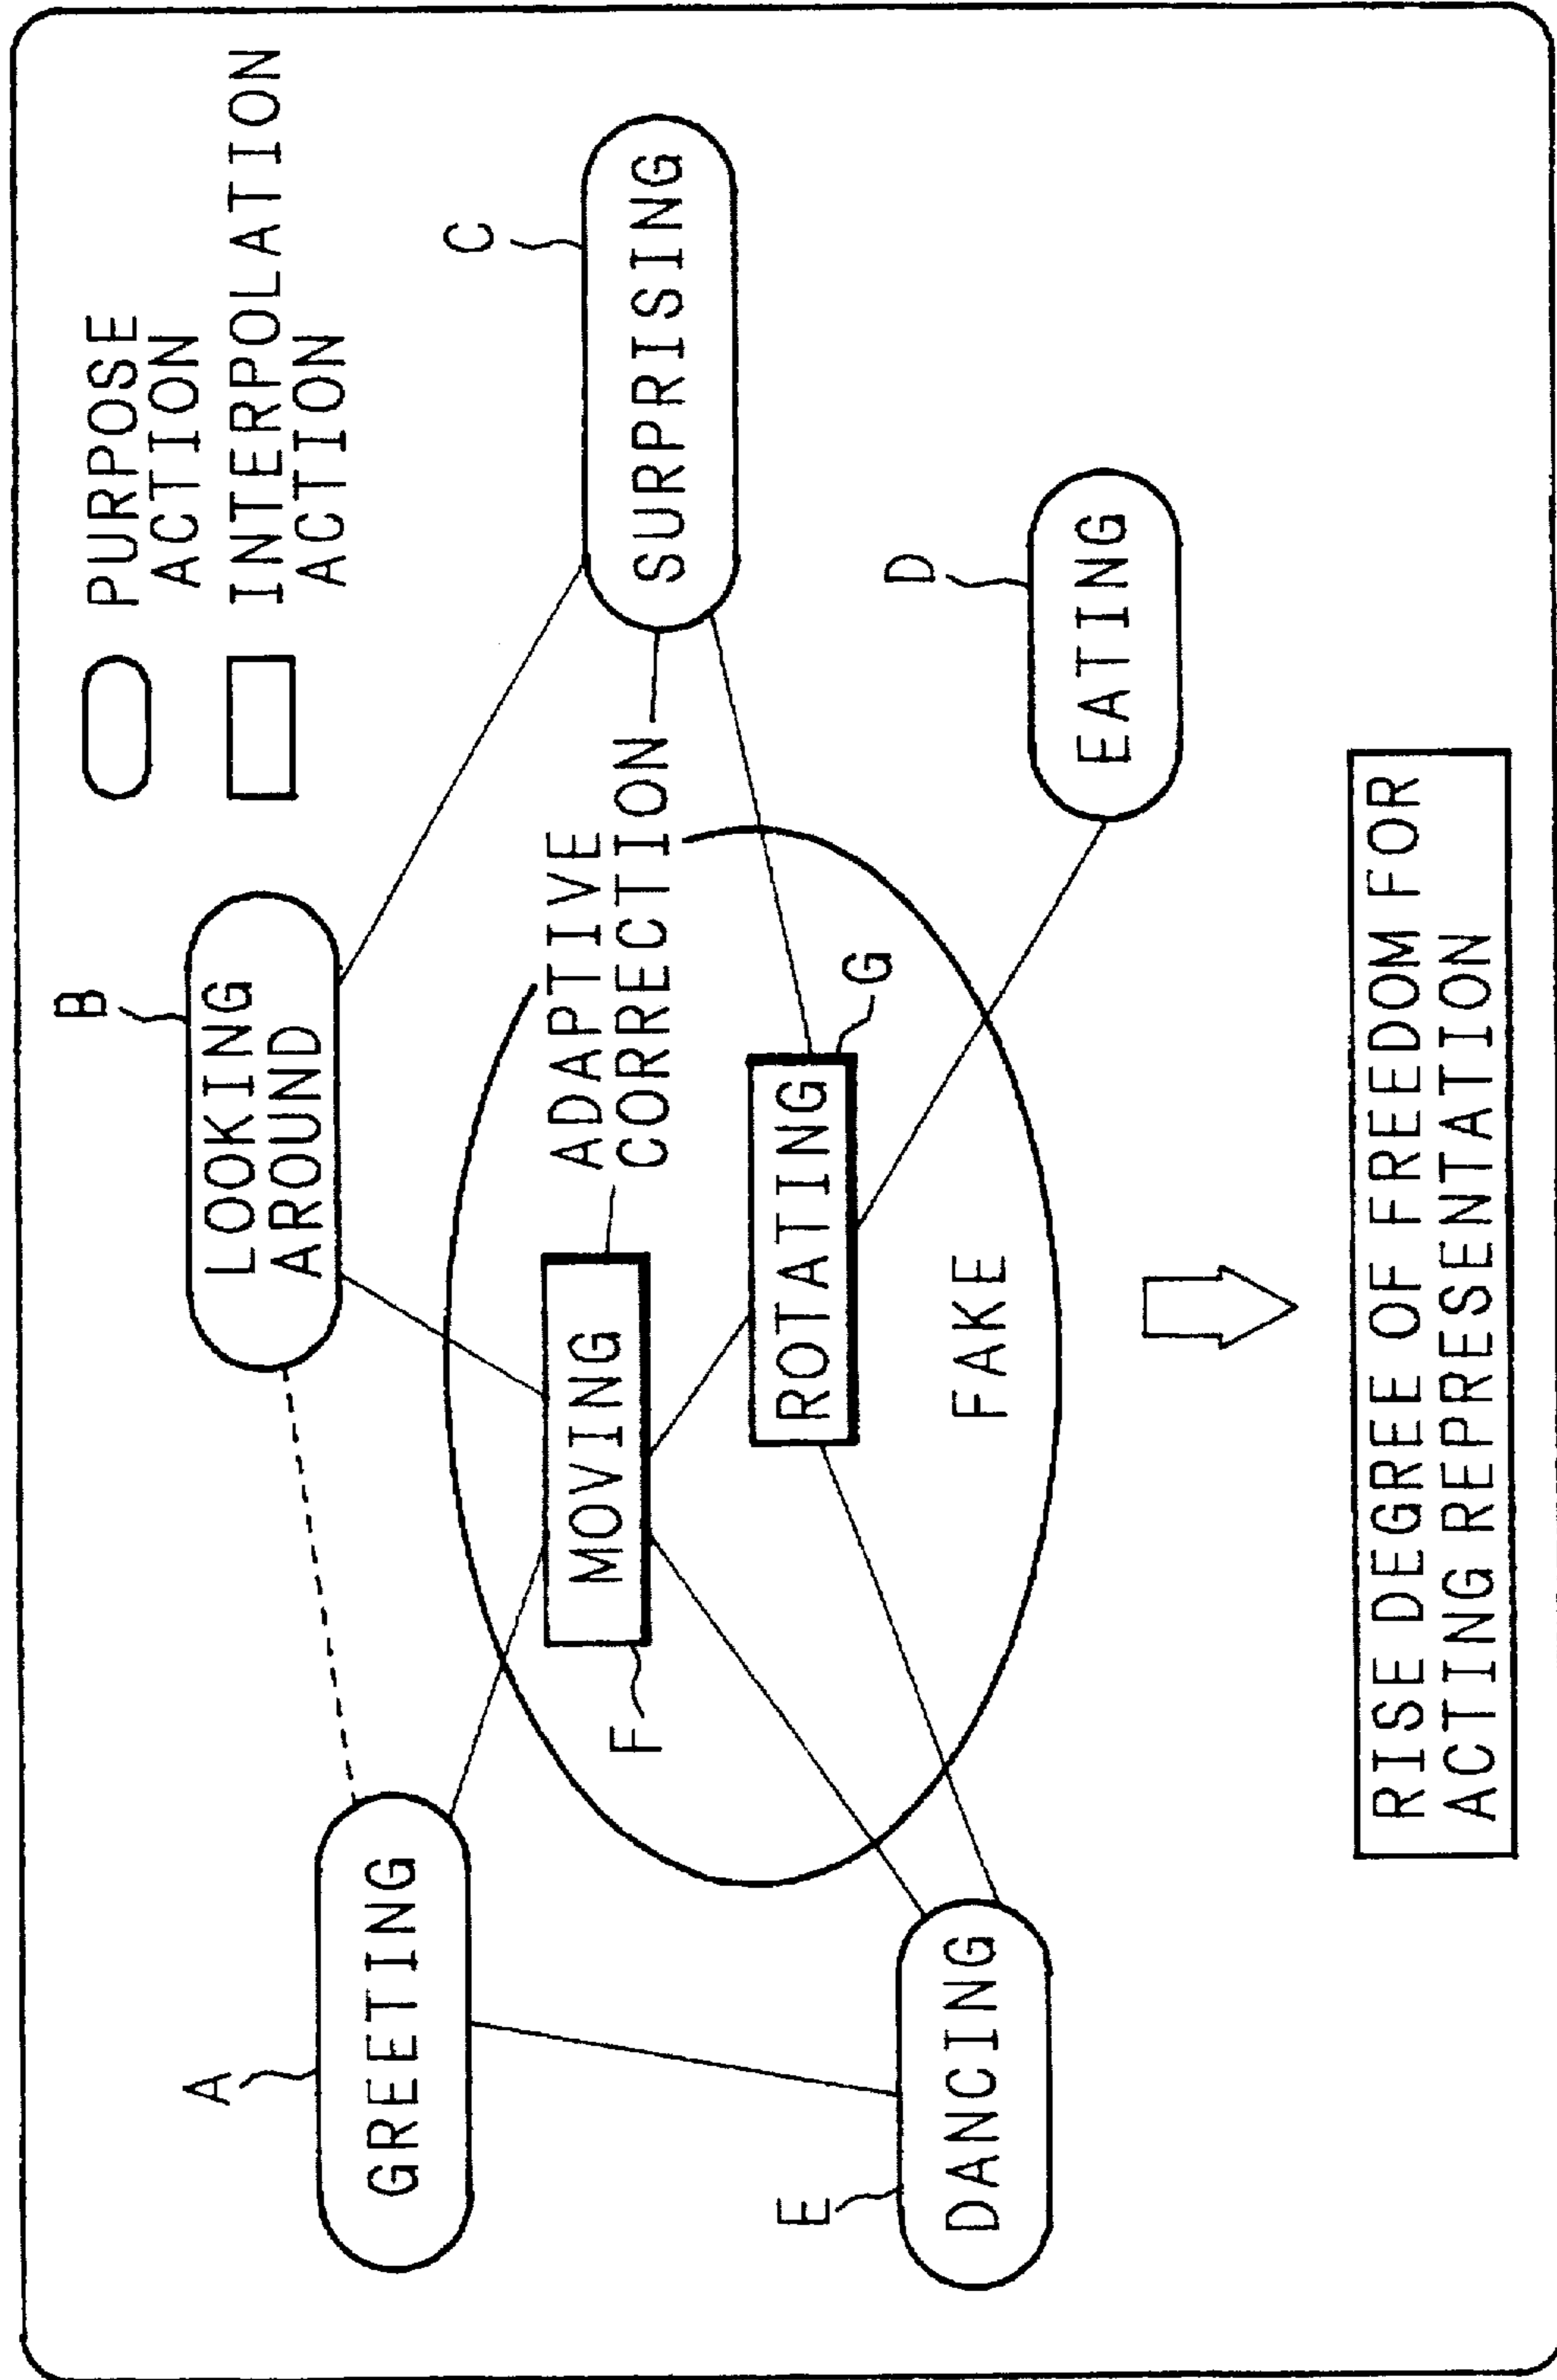 PURPOSE
ACTION
INTERPOLATION
ACTION
B
LOOKING
AROUND
A
GREETING
C
SURPRISING
ADAPTIVE
CORRECTION
MOVING
F
ROTATING
G
D
EATING
FAKE
E
DANCING
RISE DEGREE OF FREEDOM FOR
ACTING REPRESENTATION